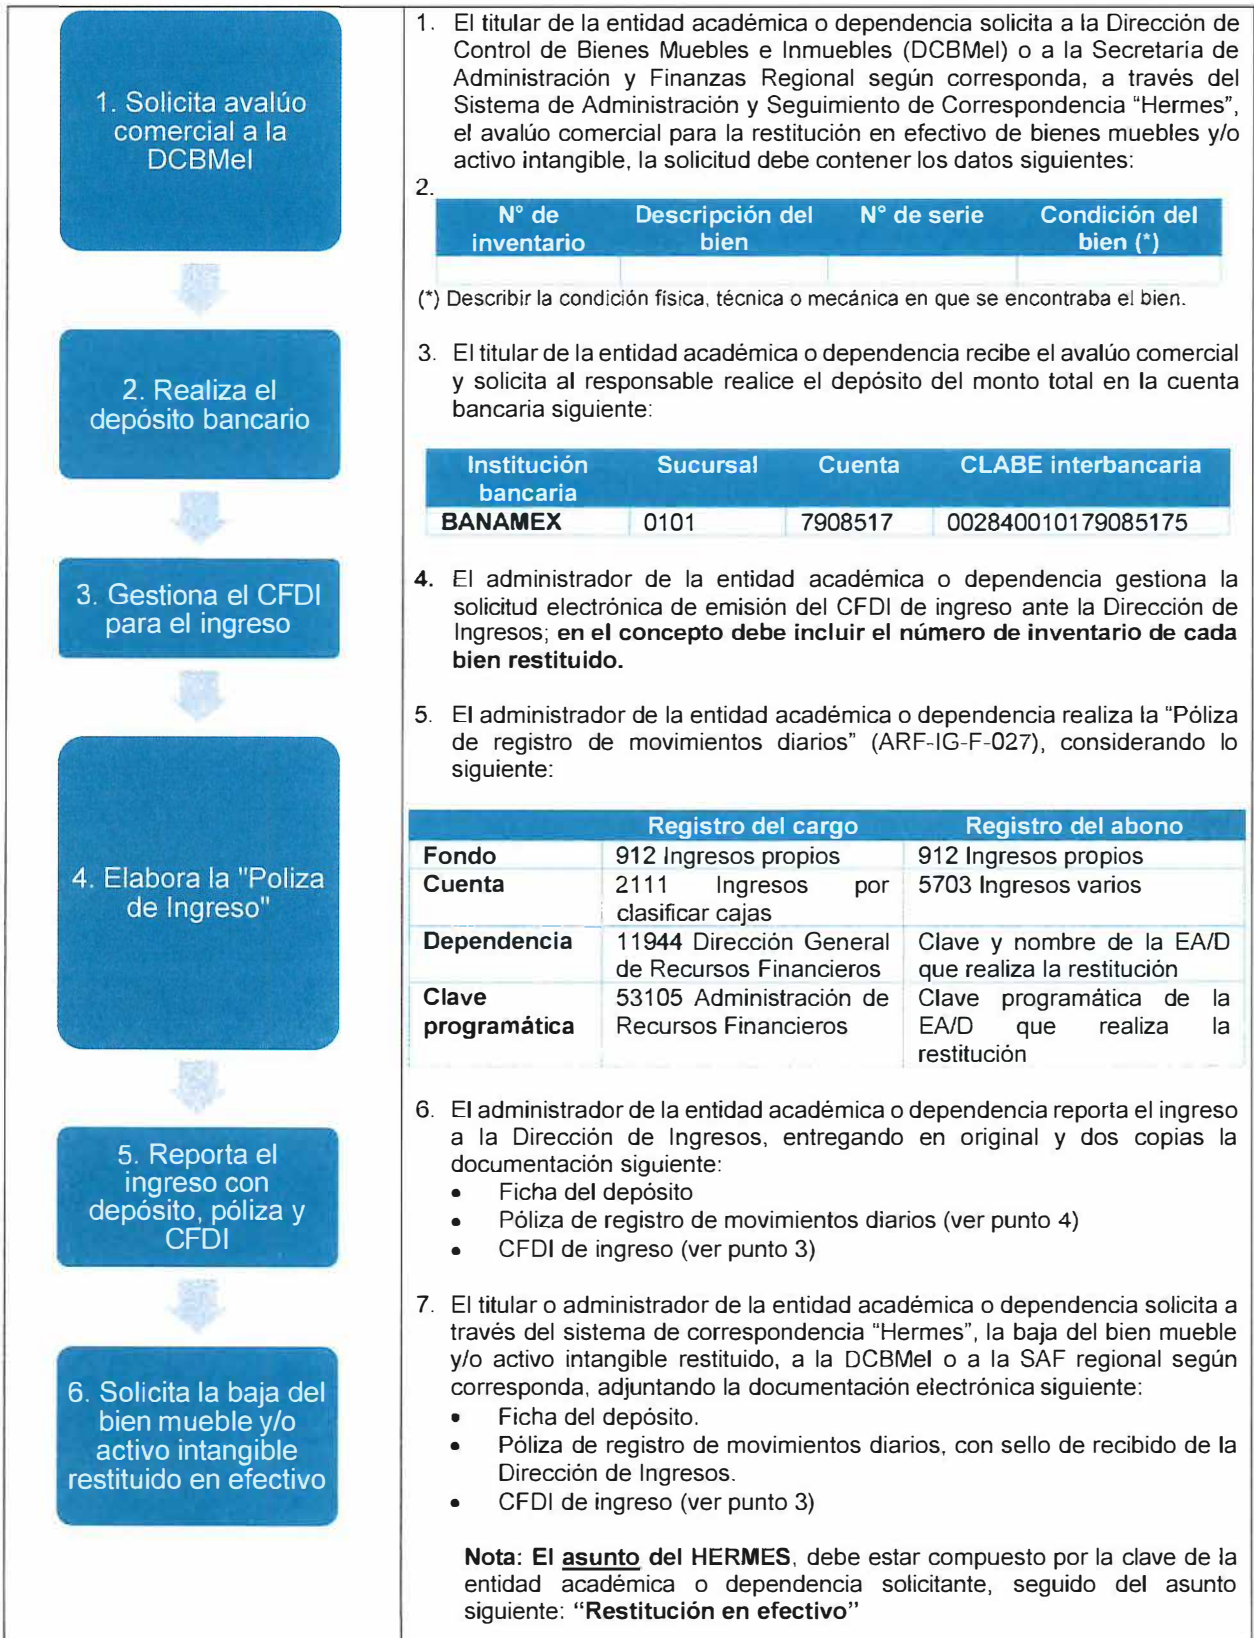 1. Solicita avalúo
comercial a la
DCBMeI
2. Realiza el
depósito bancario
3. Gestiona el CFDI
para el ingreso
4. Elabora la "Poliza
de Ingreso"
5. Reporta el
ingreso con
depósito, póliza y
CFDI
6. Solicita la baja del
bien mueble y/o
activo intangible
restituido en efectivo
1. El titular de la entidad académica o dependencia solicita a la Dirección de
Control de Bienes Muebles e Inmuebles (DCBMeI) o a la Secretaría de
Administración y Finanzas Regional según corresponda, a través del
Sistema de Administración y Seguimiento de Correspondencia "Hermes",
el avalúo comercial para la restitución en efectivo de bienes muebles y/o
activo intangible, la solicitud debe contener los datos siguientes:
2.
N° de Descripción del N° de serie Condición del
inventario bien bien (*)
(*) Describir la condición física, técnica o mecánica en que se encontraba el bien.
3. El titular de la entidad académica o dependencia recibe el avalúo comercial
y solicita al responsable realice el depósito del monto total en la cuenta
bancaria siguiente:
Institución Sucursal Cuenta CLABE interbancaria
bancaria
BANAMEX 0101 7908517 002840010179085175
4. El administrador de la entidad académica o dependencia gestiona la
solicitud electrónica de emisión del CFDI de ingreso ante la Dirección de
Ingresos; en el concepto debe incluir el número de inventario de cada
bien restituido.
5. El administrador de la entidad académica o dependencia realiza la "Póliza
de registro de movimientos diarios" (ARF-IG-F-027), considerando lo
siguiente:
Registro del cargo Registro del abono
Fondo 912 Ingresos propios 912 Ingresos propios
Cuenta 2111 Ingresos por 5703 Ingresos varios
clasificar cajas
Dependencia 11944 Dirección General Clave y nombre de la EA/D
de Recursos Financieros que realiza la restitución
Clave 53105 Administración de Clave programática de la
programática Recursos Financieros EA/D que realiza la
restitución
6. El administrador de la entidad académica o dependencia reporta el ingreso
a la Dirección de Ingresos, entregando en original y dos copias la
documentación siguiente:
• Ficha del depósito
• Póliza de registro de movimientos diarios (ver punto 4)
• CFDI de ingreso (ver punto 3)
7. El titular o administrador de la entidad académica o dependencia solicita a
través del sistema de correspondencia "Hermes", la baja del bien mueble
y/o activo intangible restituido, a la DCBMeI o a la SAF regional según
corresponda, adjuntando la documentación electrónica siguiente:
• Ficha del depósito.
• Póliza de registro de movimientos diarios, con sello de recibido de la
Dirección de Ingresos.
• CFDI de ingreso (ver punto 3)
Nota: El asunto del HERMES, debe estar compuesto por la clave de la
entidad académica o dependencia solicitante, seguido del asunto
siguiente: "Restitución en efectivo"